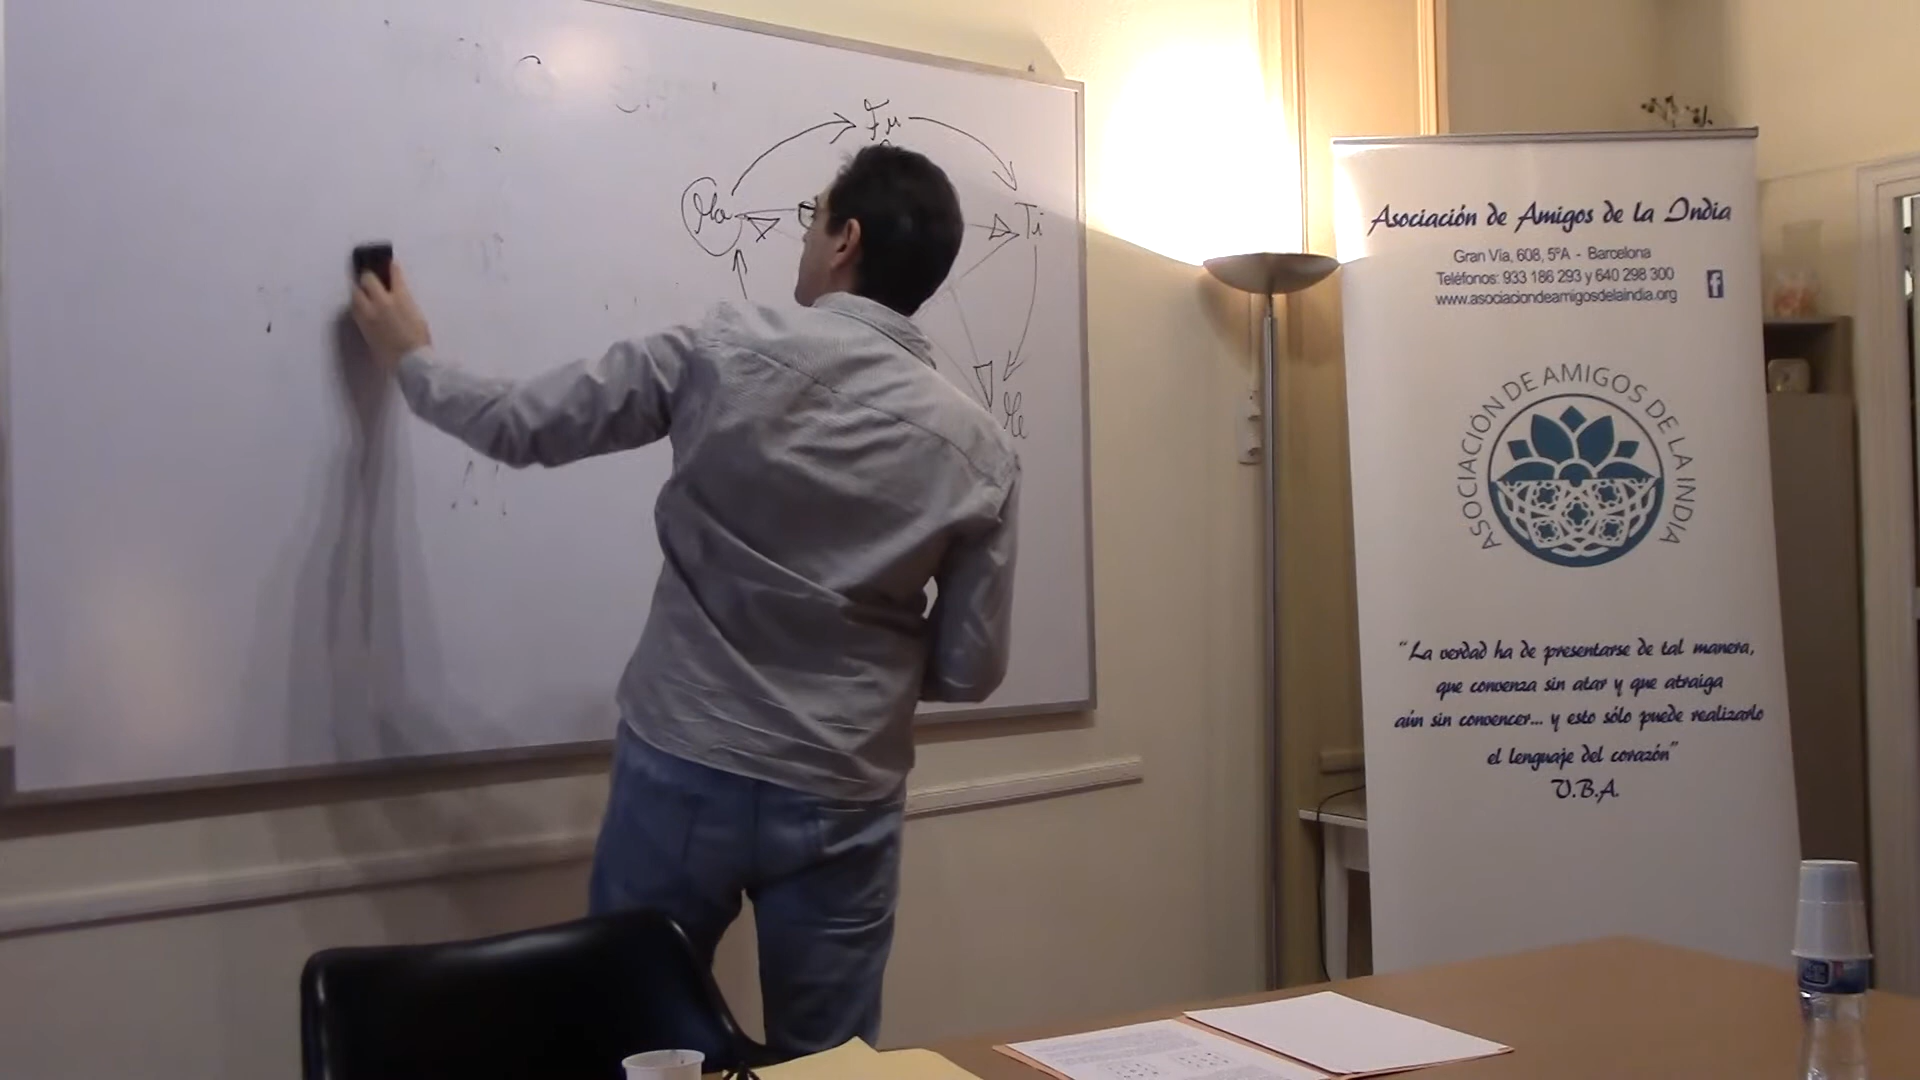 Fu
Ma
Ti
Me
Asociación de Amigos de la India
Gran Vía, 608, 5ºA - Barcelona
Teléfonos: 933 186 293 y 640 298 300
www.asociaciondeamigosdelaindia.org
f
ASOCIACIÓN DE AMIGOS DE LA INDIA
“La verdad ha de presentarse de tal manera,
que convenza sin atar y que atraiga
aún sin convencer... y esto sólo puede realizarlo
el lenguaje del corazón”
V.B.A.